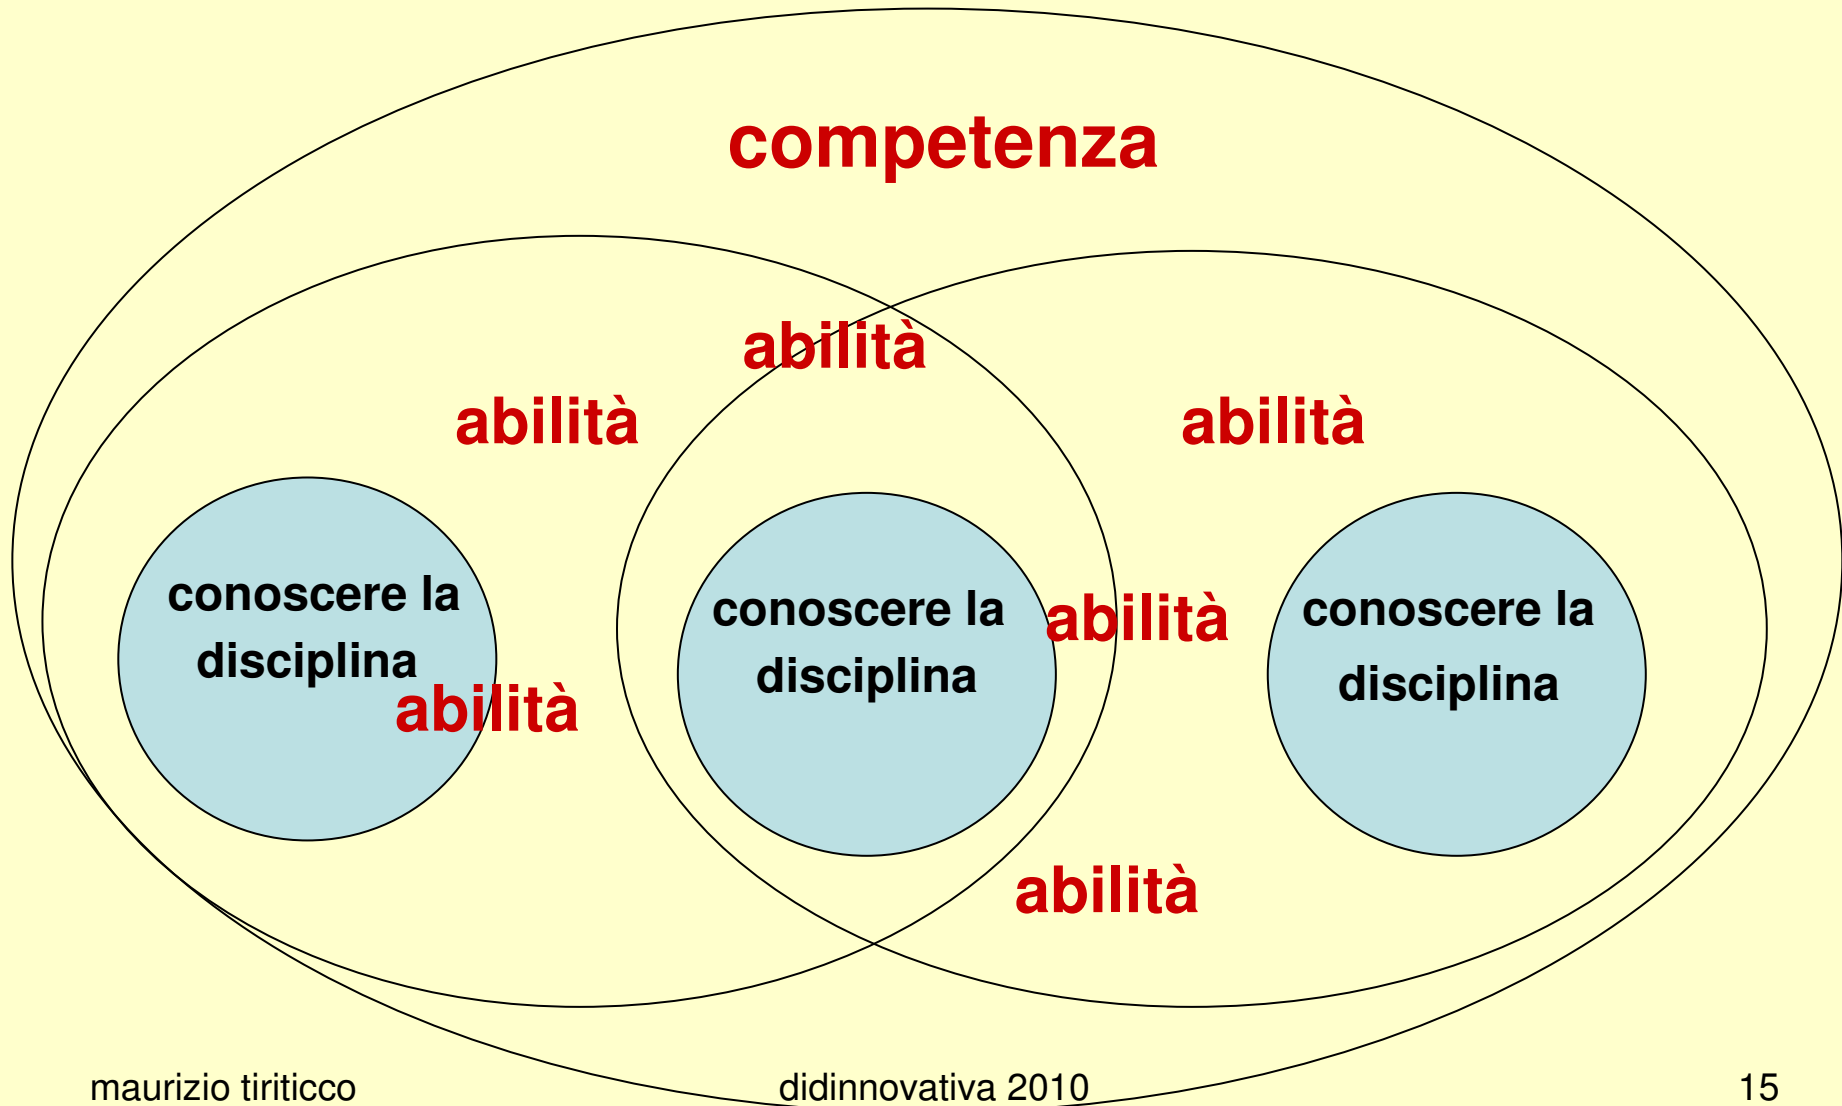 competenza
abilità
abilità
abilità
conoscere la
disciplina
abilità
conoscere la
disciplina
abilità
conoscere la
disciplina
abilità
maurizio tiriticco
didinnovativa 2010
15